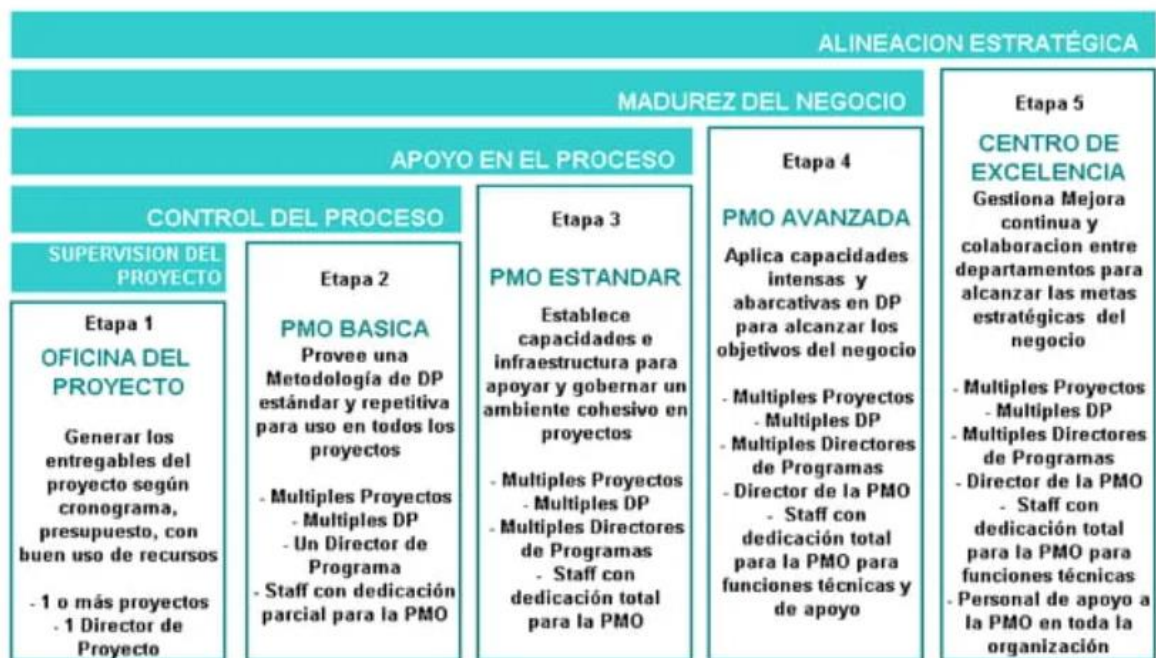 ALINEACION ESTRATÉGICA
MADUREZ DEL NEGOCIO
APOYO EN EL PROCESO
CONTROL DEL PROCESO
SUPERVISION DEL
PROYECTO
Etapa 1
OFICINA DEL
PROYECTO
Generar los
entregables del
proyecto según
cronograma,
presupuesto, con
buen uso de recursos
- 1 o más proyectos
- 1 Director de
Proyecto
Etapa 2
PMO BASICA
Provee una
Metodología de DP
estándar y repetitiva
para uso en todos los
proyectos
- Multiples Proyectos
- Multiples DP
- Un Director de
Programa
- Staff con dedicación
parcial para la PMO
Etapa 3
PMO ESTANDAR
Establece
capacidades e
infraestructura para
apoyar y gobernar un
ambiente cohesivo en
proyectos
- Multiples Proyectos
- Multiples DP
- Multiples Directores
de Programas
- Staff con
dedicación total
para la PMO
Etapa 4
PMO AVANZADA
Aplica capacidades
intensas y
abarcativas en DP
para alcanzar los
objetivos del negocio
- Multiples Proyectos
- Multiples DP
- Multiples Directores
de Programas
- Director de la PMO
- Staff con
dedicación total
para la PMO para
funciones técnicas y
de apoyo
Etapa 5
CENTRO DE
EXCELENCIA
Gestiona Mejora
continua y
colaboracion entre
departamentos para
alcanzar las metas
estratégicas del
negocio
- Multiples Proyectos
- Multiples DP
- Multiples Directores
de Programas
- Director de la PMO
- Staff con
dedicación total
para la PMO para
funciones técnicas
- Personal de apoyo a
la PMO en toda la
organización